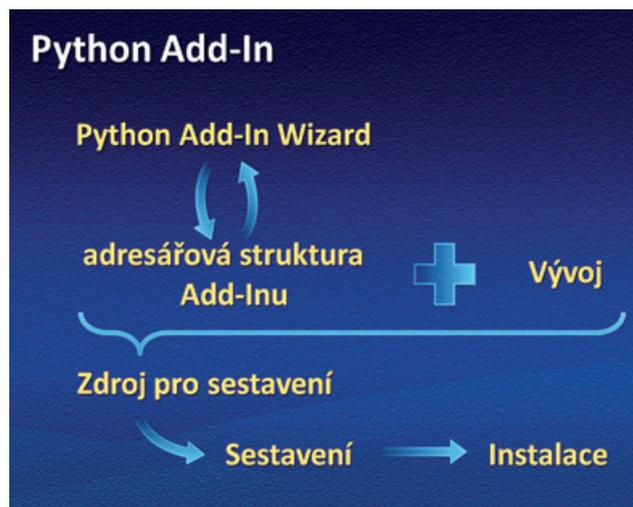 Python Add-In
Python Add-In Wizard
adresářová struktura
Add-Inu
Vývoj
Zdroj pro sestavení
Sestavení
Instalace